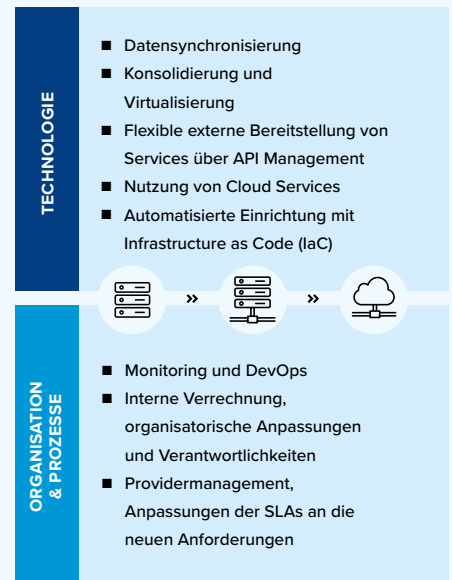 TECHNOLOGIE
■ Datensynchronisierung
■ Konsolidierung und
Virtualisierung
■ Flexible externe Bereitstellung von
Services über API Management
■ Nutzung von Cloud Services
■ Automatisierte Einrichtung mit
Infrastructure as Code (IaC)
» »
ORGANISATION
& PROZESSE
■ Monitoring und DevOps
■ Interne Verrechnung,
organisatorische Anpassungen
und Verantwortlichkeiten
■ Providermanagement,
Anpassungen der SLAs an die
neuen Anforderungen